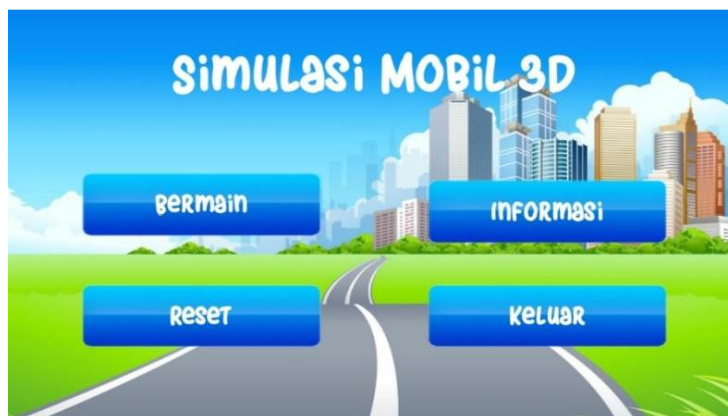 Simulasi Mobil 3D
Bermain
Informasi
Reset
Keluar